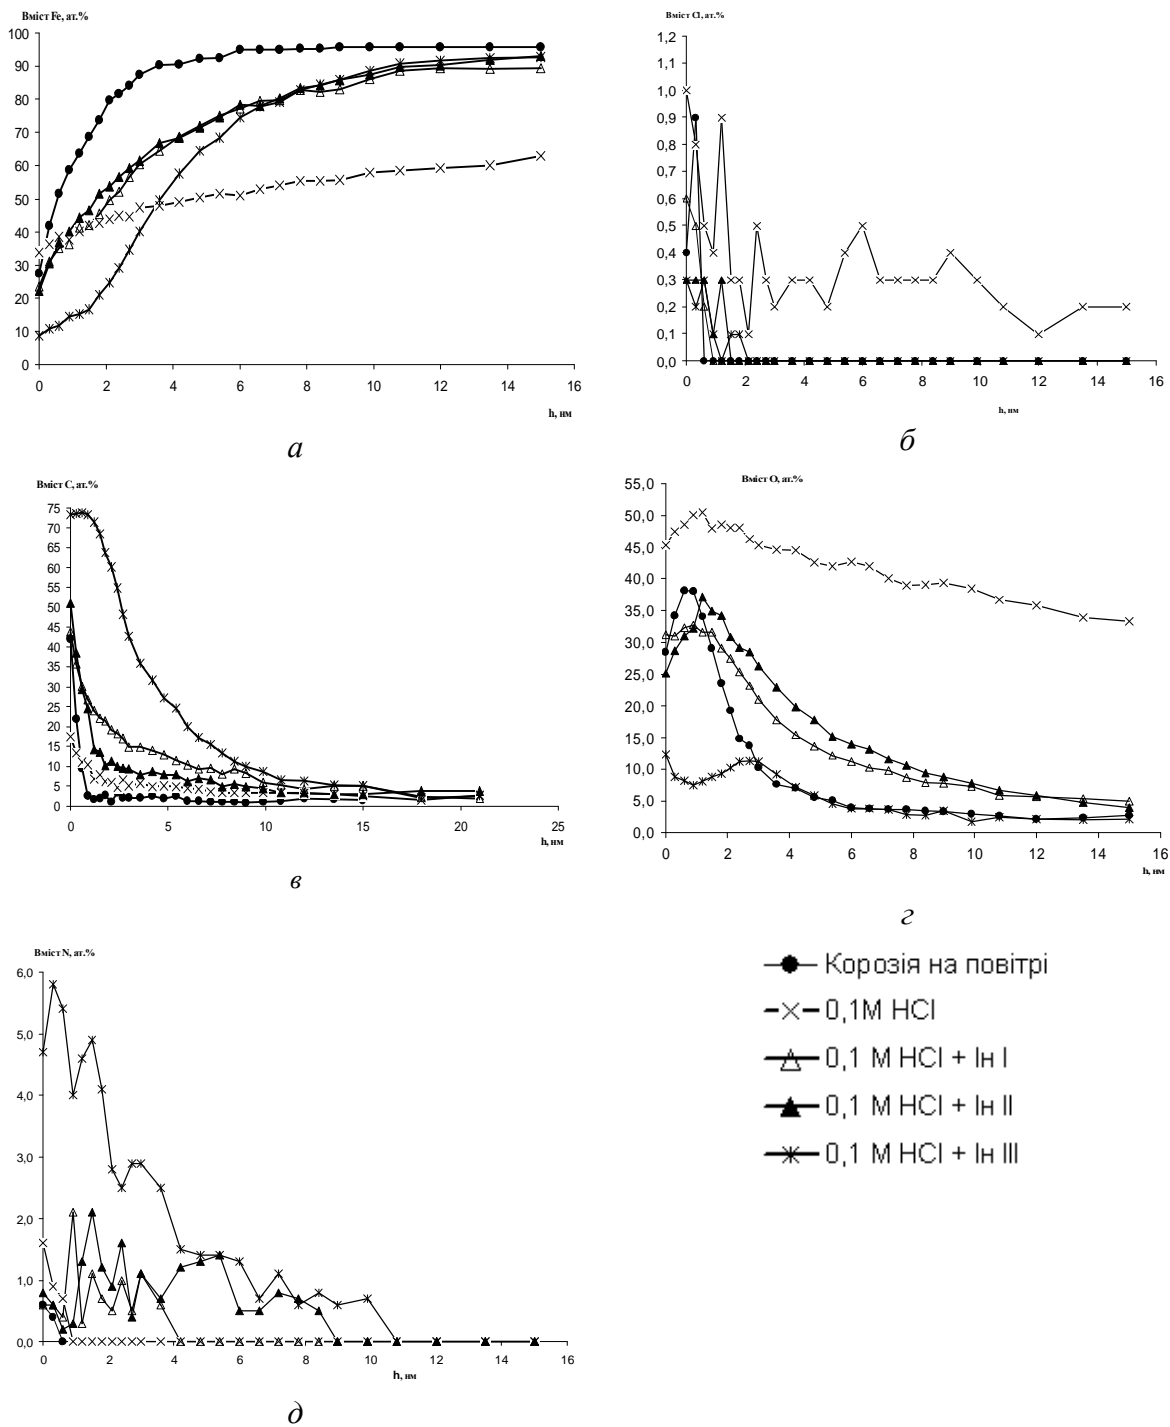 Вміст Fe, ат.%
100
90
80
70
60
50
40
30
20
10
0
0 2 4 6 8 10 12 14 16
h, нм
а
Вміст Cl, ат.%
1,2
1,1
1,0
0,9
0,8
0,7
0,6
0,5
0,4
0,3
0,2
0,1
0,0
0 2 4 6 8 10 12 14 16
h, нм
б
Вміст С, ат.%
75
70
65
60
55
50
45
40
35
30
25
20
15
10
5
0
0 5 10 15 20 25
h, нм
в
Вміст О, ат.%
55,0
50,0
45,0
40,0
35,0
30,0
25,0
20,0
15,0
10,0
5,0
0,0
0 2 4 6 8 10 12 14 16
h, нм
г
Вміст N, ат.%
6,0
5,0
4,0
3,0
2,0
1,0
0,0
0 2 4 6 8 10 12 14 16
h, нм
д
Корозія на повітрі
0,1М HCl
0,1 М HCl + Ін I
0,1 М HCl + Ін II
0,1 М HCl + Ін III